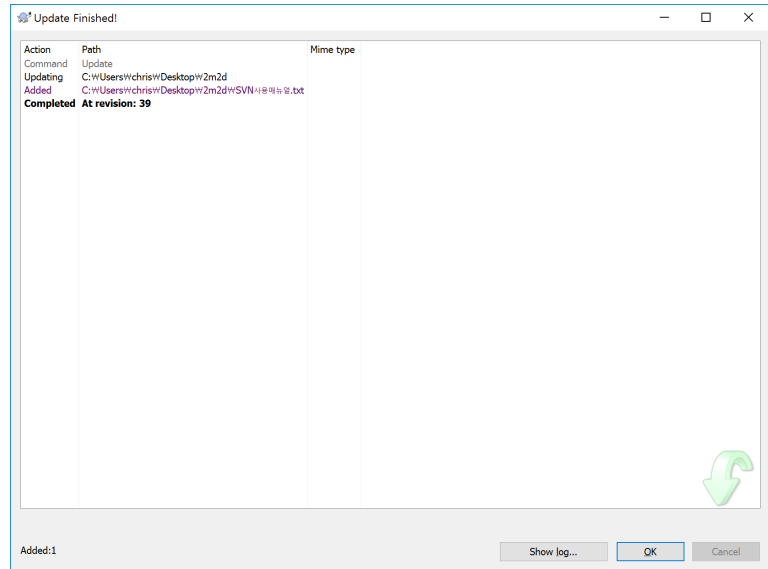 Update Finished!
Action Path Mime type
Command Update
Updating C:₩Users₩chris₩Desktop₩2m2d
Added C:₩Users₩chris₩Desktop₩2m2d₩SVN사용매뉴얼.txt
Completed At revision: 39
Added:1
Show log... OK Cancel